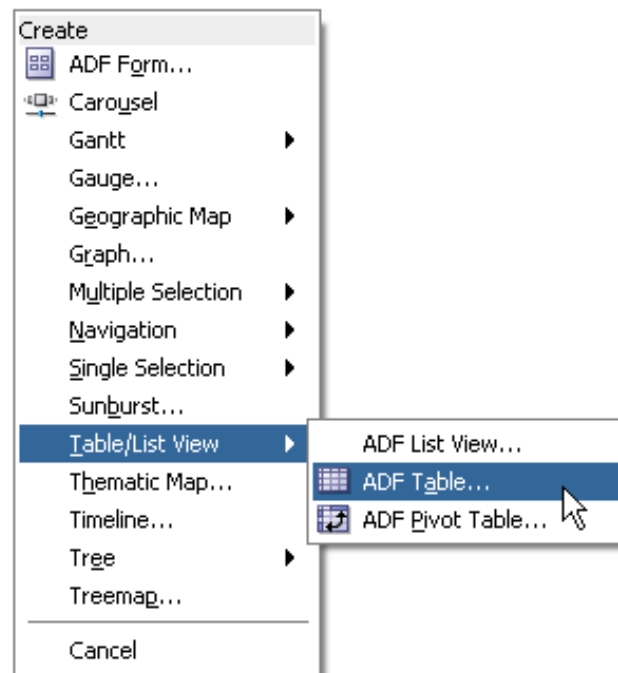 Create
ADF Form...
Carousel
Gantt
Gauge...
Geographic Map
Graph...
Multiple Selection
Navigation
Single Selection
Sunburst...
Table/List View
ADF List View...
Thematic Map...
ADF Table...
Timeline...
ADF Pivot Table...
Tree
Treemap...
Cancel